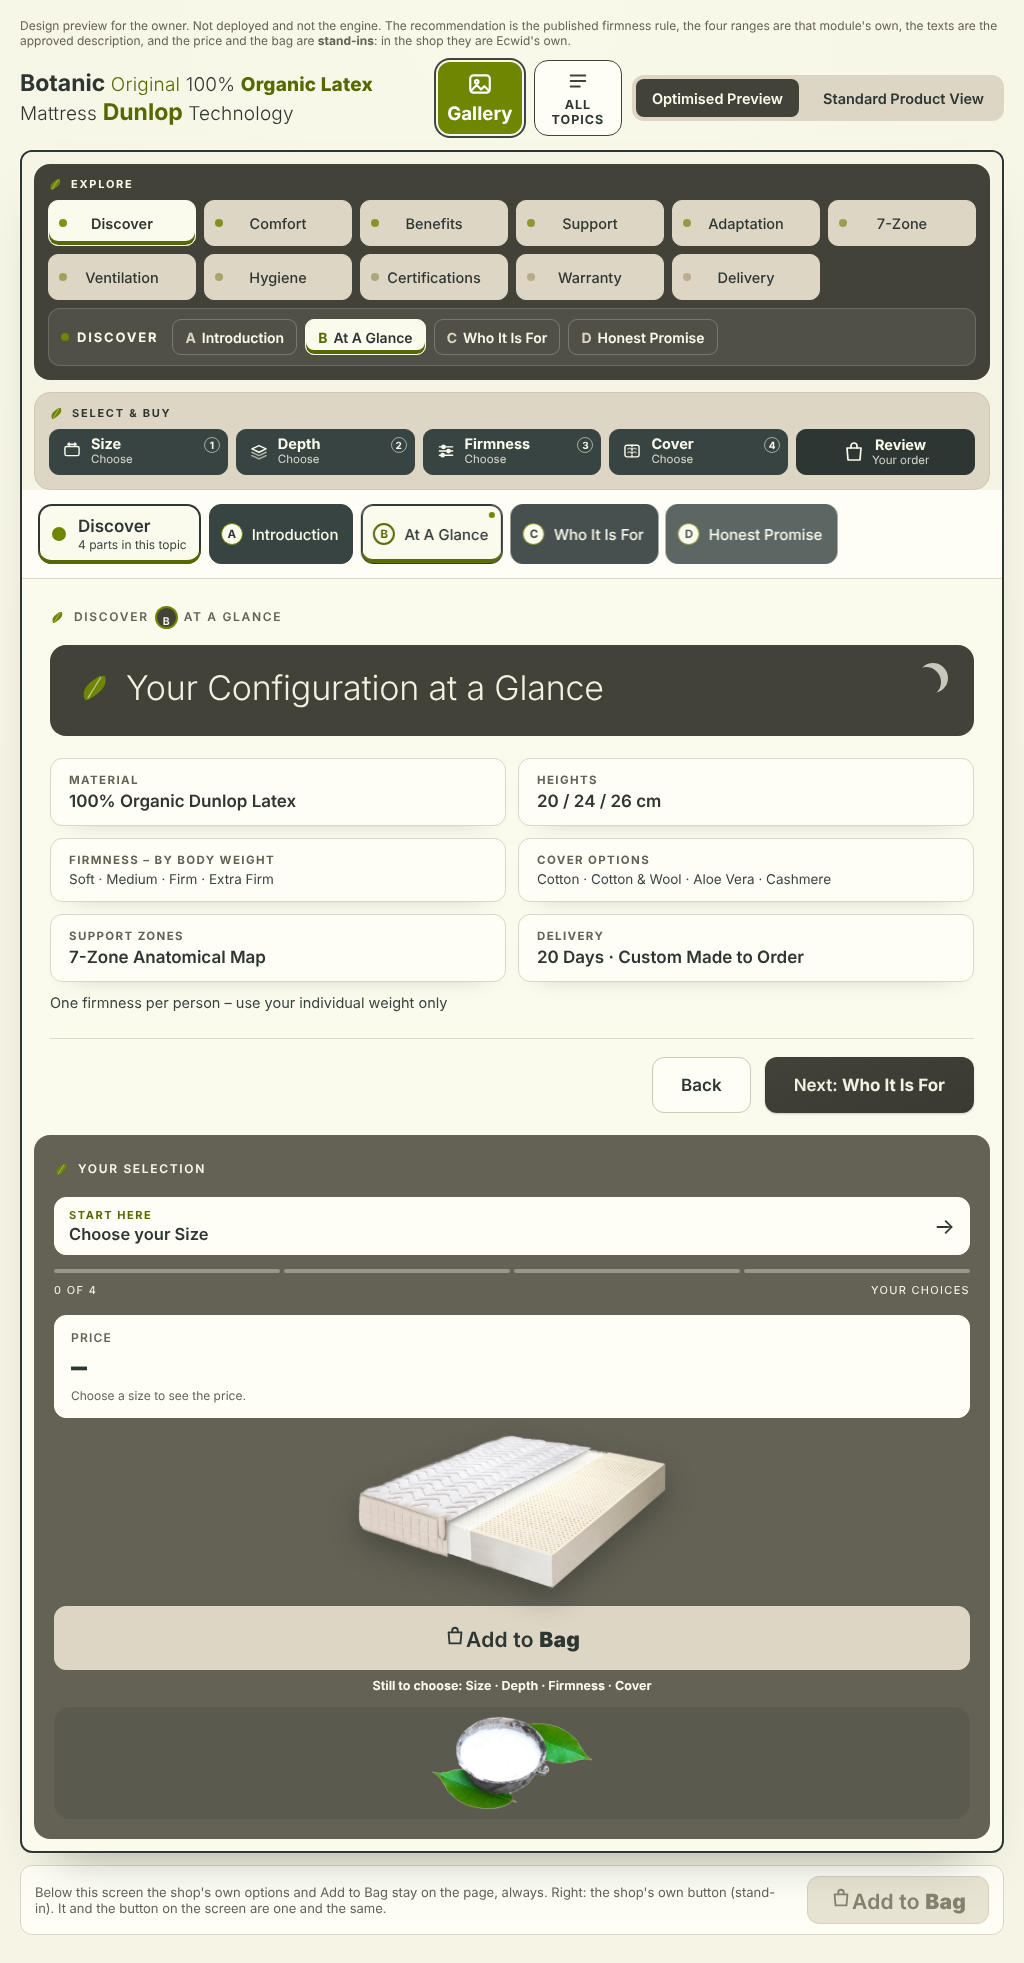 Design preview for the owner. Not deployed and not the engine. The recommendation is the published firmness rule, the four ranges are that module's own, the texts are the
approved description, and the price and the bag are stand-ins: in the shop they are Ecwid's own.
Botanic Original 100% Organic Latex
Mattress Dunlop Technology
Gallery
ALL
TOPICS
Optimised Preview
Standard Product View
EXPLORE
Discover
Comfort
Benefits
Support
Adaptation
7-Zone
Ventilation
Hygiene
Certifications
Warranty
Delivery
DISCOVER
A Introduction
B At A Glance
C Who It Is For
D Honest Promise
SELECT & BUY
Size
Choose
1
Depth
Choose
2
Firmness
Choose
3
Cover
Choose
4
Review
Your order
Discover
4 parts in this topic
A Introduction
B At A Glance
C Who It Is For
D Honest Promise
DISCOVER B AT A GLANCE
Your Configuration at a Glance
MATERIAL
100% Organic Dunlop Latex
HEIGHTS
20 / 24 / 26 cm
FIRMNESS – BY BODY WEIGHT
Soft · Medium · Firm · Extra Firm
COVER OPTIONS
Cotton · Cotton & Wool · Aloe Vera · Cashmere
SUPPORT ZONES
7-Zone Anatomical Map
DELIVERY
20 Days · Custom Made to Order
One firmness per person – use your individual weight only
Back
Next: Who It Is For
YOUR SELECTION
START HERE
Choose your Size
0 OF 4
YOUR CHOICES
PRICE
–
Choose a size to see the price.
Add to Bag
Still to choose: Size · Depth · Firmness · Cover
Below this screen the shop's own options and Add to Bag stay on the page, always. Right: the shop's own button (stand-
in). It and the button on the screen are one and the same.
Add to Bag